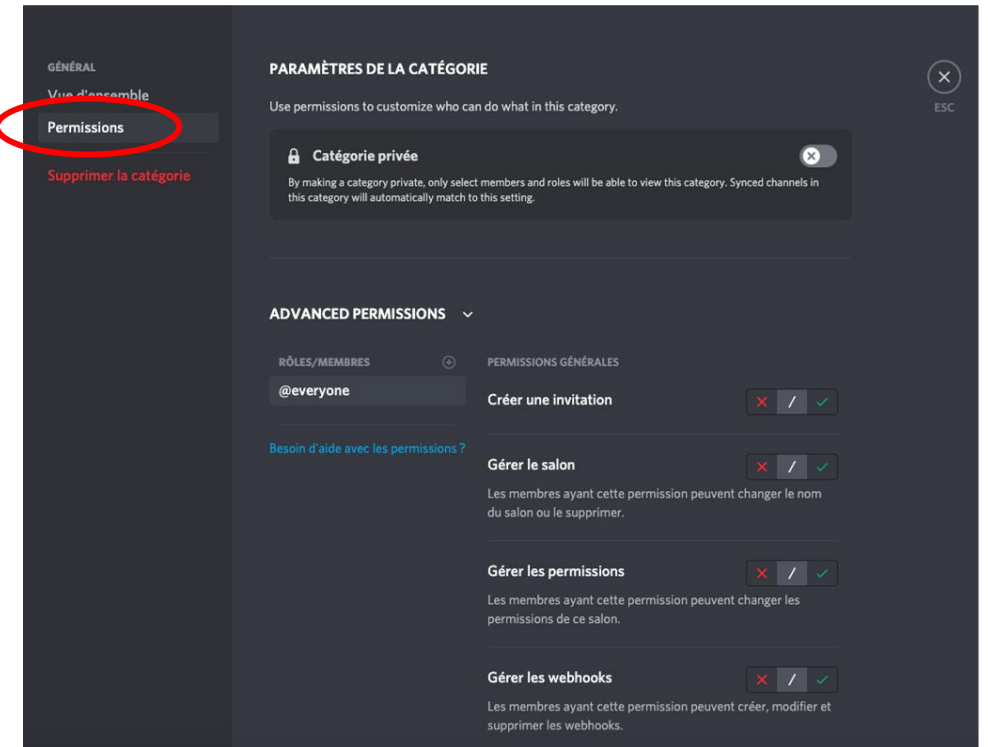 GÉNÉRAL
Vue d'ensemble
Permissions
Supprimer la catégorie
PARAMÈTRES DE LA CATÉGORIE
Use permissions to customize who can do what in this category.
Catégorie privée
By making a category private, only select members and roles will be able to view this category. Synced channels in
this category will automatically match to this setting.
ESC
ADVANCED PERMISSIONS
RÔLES/MEMBRES
@everyone
Besoin d'aide avec les permissions ?
PERMISSIONS GÉNÉRALES
Créer une invitation
Gérer le salon
Les membres ayant cette permission peuvent changer le nom
du salon ou le supprimer.
Gérer les permissions
Les membres ayant cette permission peuvent changer les
permissions de ce salon.
Gérer les webhooks
Les membres ayant cette permission peuvent créer, modifier et
supprimer les webhooks.